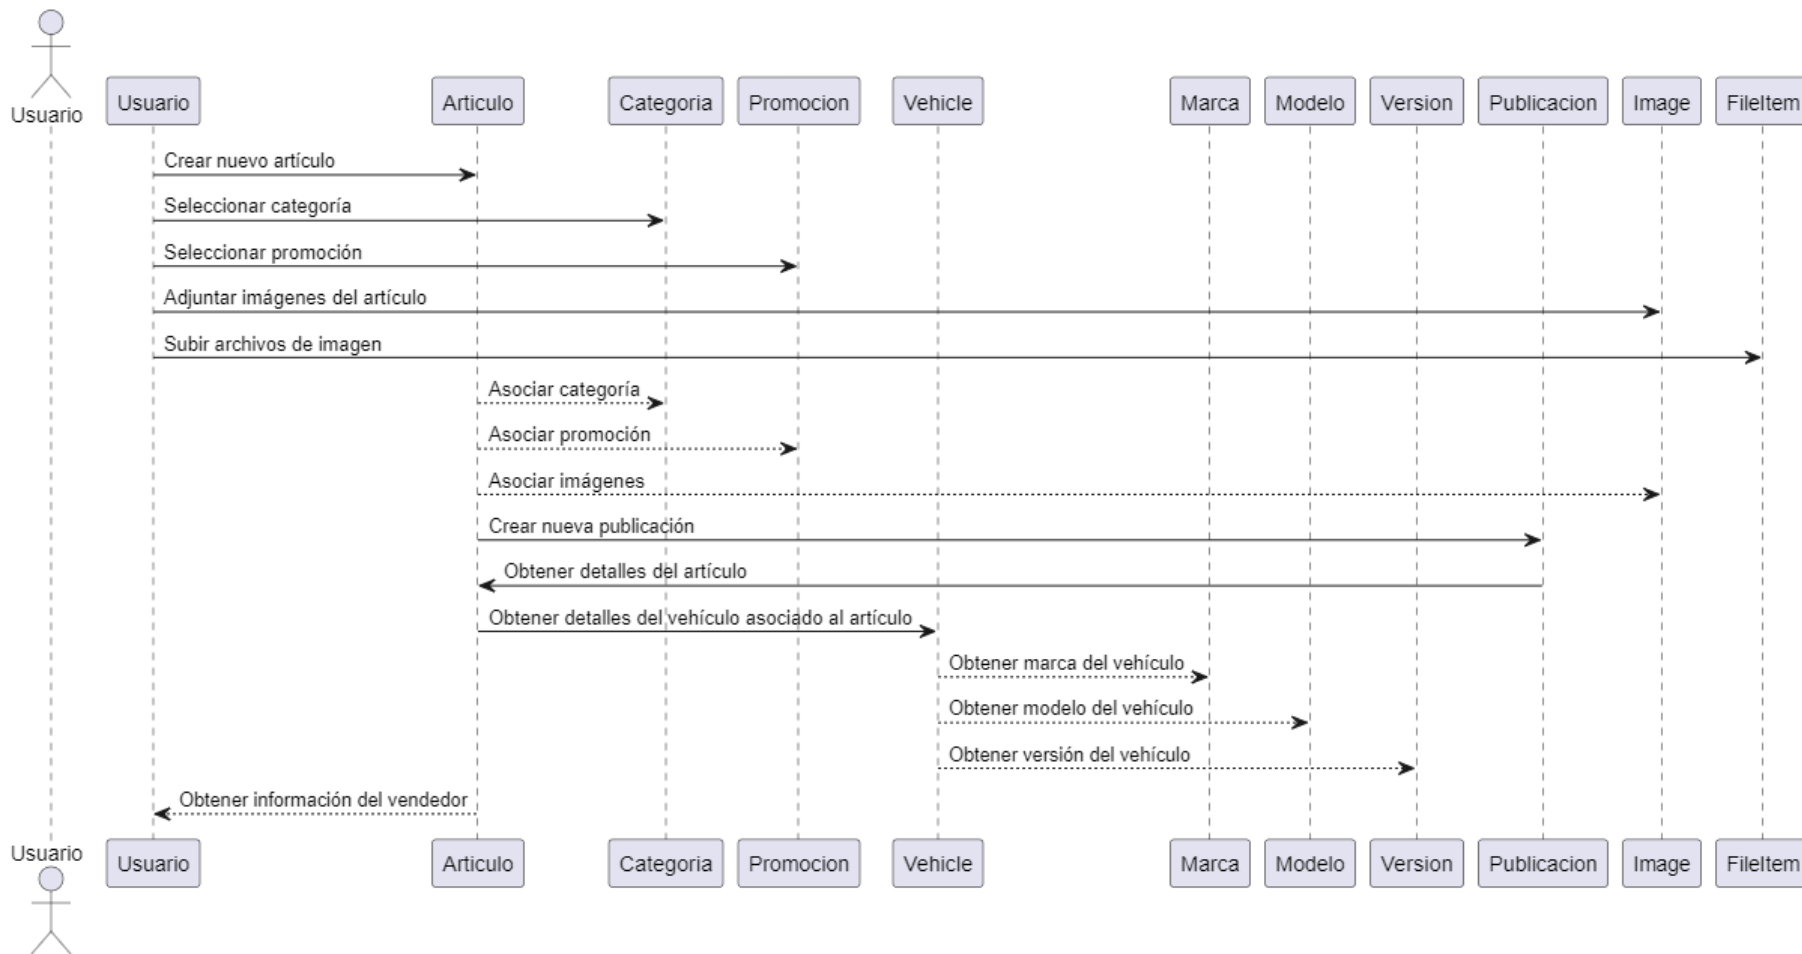 Usuario
Usuario
Articulo
Categoria
Promocion
Vehicle
Marca
Modelo
Version
Publicacion
Image
FileItem
Crear nuevo artículo
Seleccionar categoría
Seleccionar promoción
Adjuntar imágenes del artículo
Subir archivos de imagen
Asociar categoría
Asociar promoción
Asociar imágenes
Crear nueva publicación
Obtener detalles del artículo
Obtener detalles del vehículo asociado al artículo
Obtener marca del vehículo
Obtener modelo del vehículo
Obtener versión del vehículo
Obtener información del vendedor
Usuario
Usuario
Articulo
Categoria
Promocion
Vehicle
Marca
Modelo
Version
Publicacion
Image
FileItem